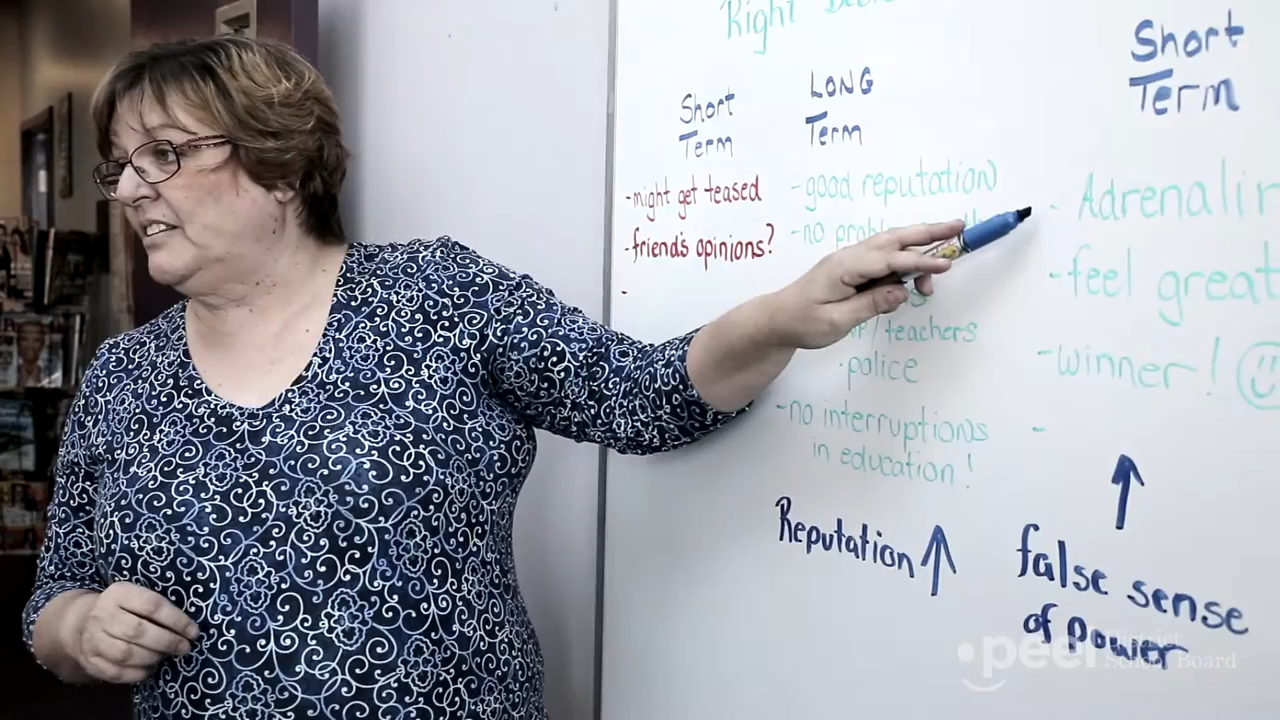 Right
Short
Term
- might get teased
- friend's opinions?
-
LONG
Term
- good reputation
- no
teachers
· police
- no interruptions
in education!
Reputation ↑
Short
Term
- Adrenalin
- feel great
- winner! ☺
-
↑
false sense
of power
peel District
School Board